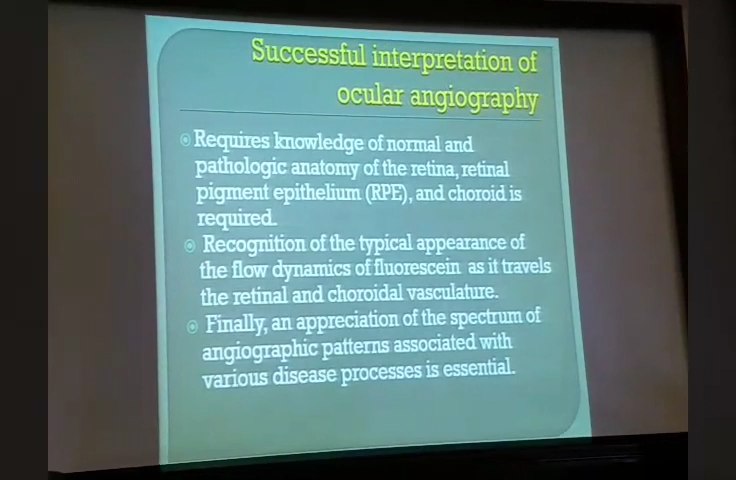 Successful interpretation of
ocular angiography
Requires knowledge of normal and
pathologic anatomy of the retina, retinal
pigment epithelium (RPE), and choroid is
required.
Recognition of the typical appearance of
the flow dynamics of fluorescein as it travels
the retinal and choroidal vasculature.
Finally, an appreciation of the spectrum of
angiographic patterns associated with
various disease processes is essential.